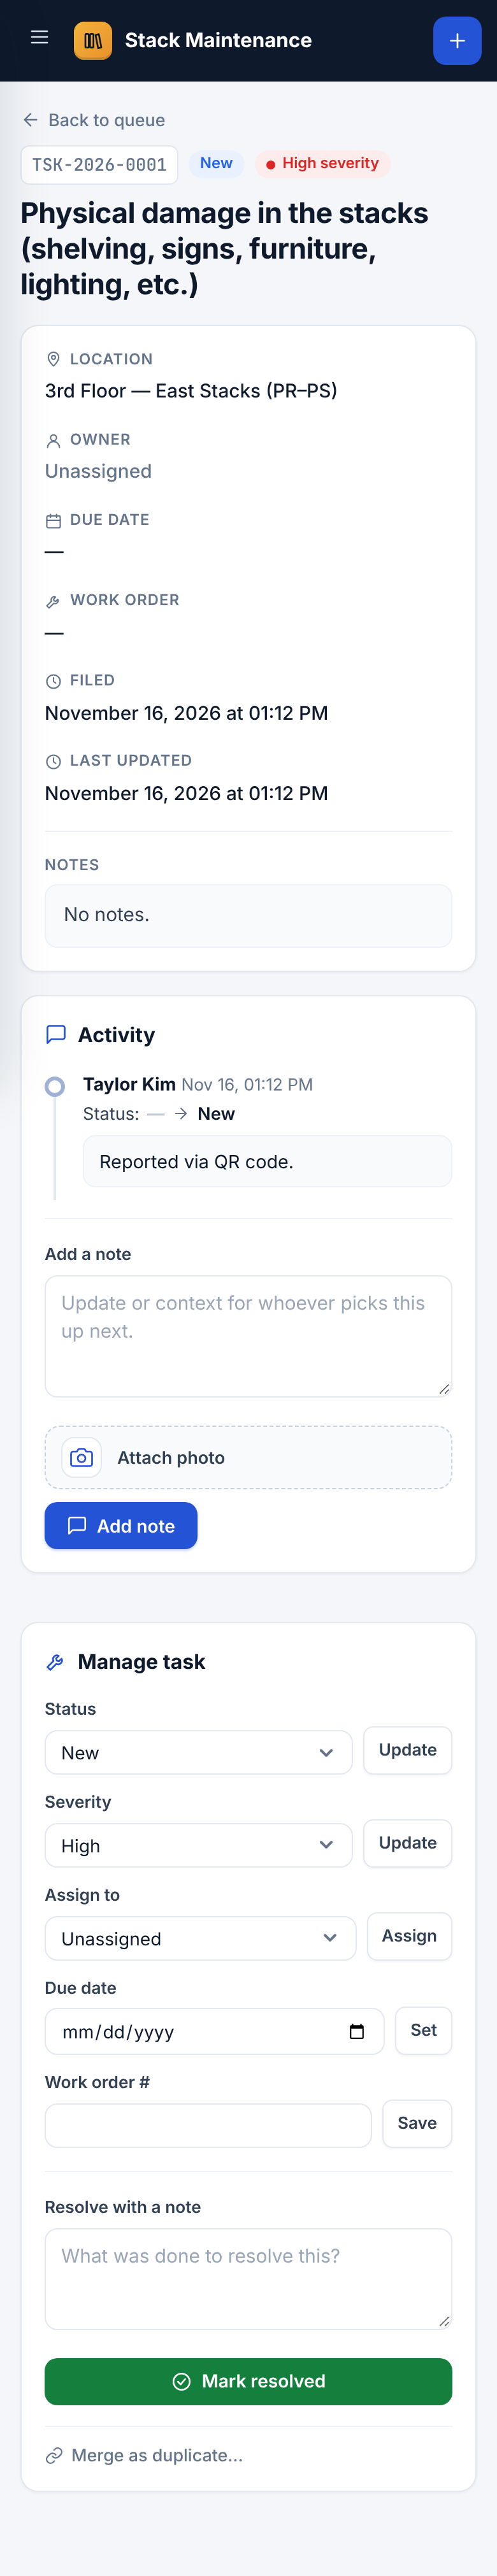 Stack Maintenance
Back to queue
TSK-2026-0001 New High severity
Physical damage in the stacks
(shelving, signs, furniture,
lighting, etc.)
LOCATION
3rd Floor — East Stacks (PR–PS)
OWNER
Unassigned
DUE DATE
—
WORK ORDER
—
FILED
November 16, 2026 at 01:12 PM
LAST UPDATED
November 16, 2026 at 01:12 PM
NOTES
No notes.
Activity
Taylor Kim Nov 16, 01:12 PM
Status: — → New
Reported via QR code.
Add a note
Update or context for whoever picks this
up next.
Attach photo
Add note
Manage task
Status
New Update
Severity
High Update
Assign to
Unassigned Assign
Due date
mm/dd/yyyy Set
Work order #
Save
Resolve with a note
What was done to resolve this?
Mark resolved
Merge as duplicate...